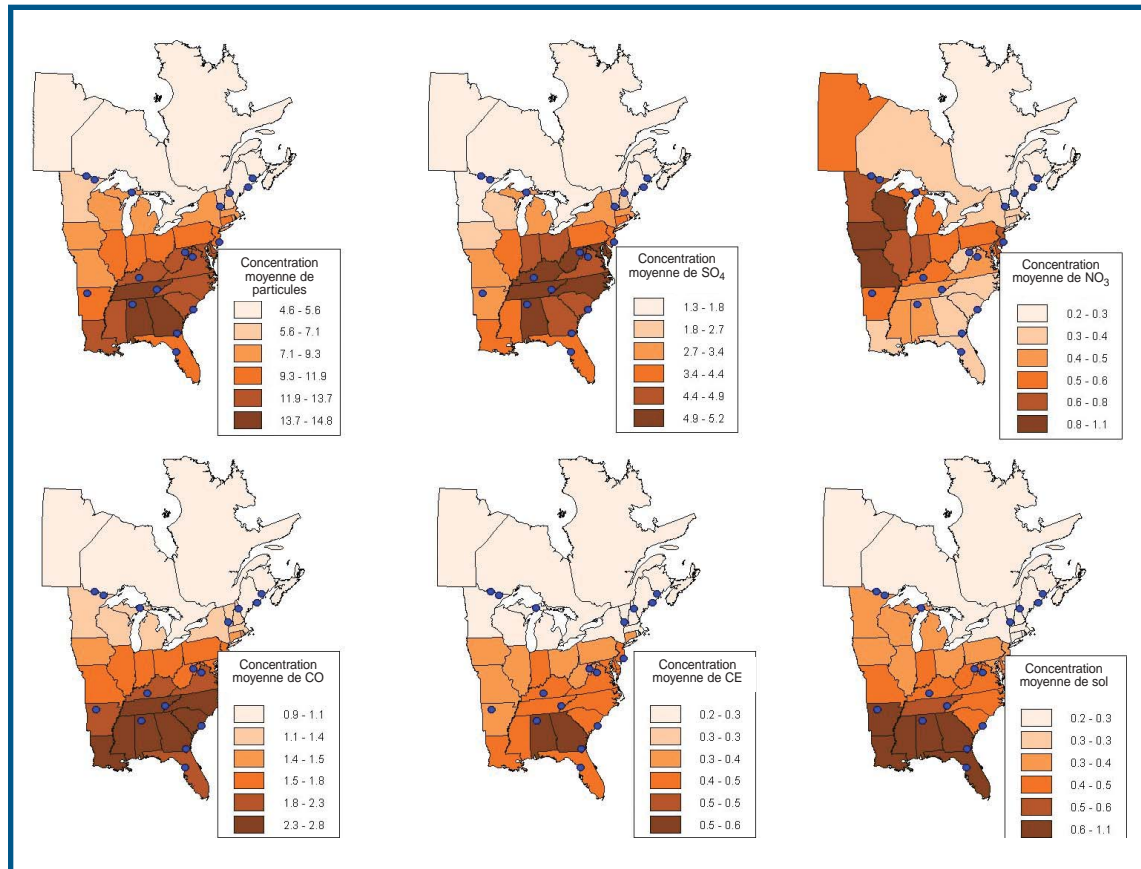 Concentration
moyenne de
particules
4.6 - 5.6
5.6 - 7.1
7.1 - 9.3
9.3 - 11.9
11.9 - 13.7
13.7 - 14.8
Concentration
moyenne de SO₄
1.3 - 1.8
1.8 - 2.7
2.7 - 3.4
3.4 - 4.4
4.4 - 4.9
4.9 - 5.2
Concentration
moyenne de NO₃
0.2 - 0.3
0.3 - 0.4
0.4 - 0.5
0.5 - 0.6
0.6 - 0.8
0.8 - 1.1
Concentration
moyenne de CO
0.9 - 1.1
1.1 - 1.4
1.4 - 1.5
1.5 - 1.8
1.8 - 2.3
2.3 - 2.8
Concentration
moyenne de CE
0.2 - 0.3
0.3 - 0.3
0.3 - 0.4
0.4 - 0.5
0.5 - 0.5
0.5 - 0.6
Concentration
moyenne de sol
0.2 - 0.3
0.3 - 0.3
0.3 - 0.4
0.4 - 0.5
0.5 - 0.6
0.6 - 1.1